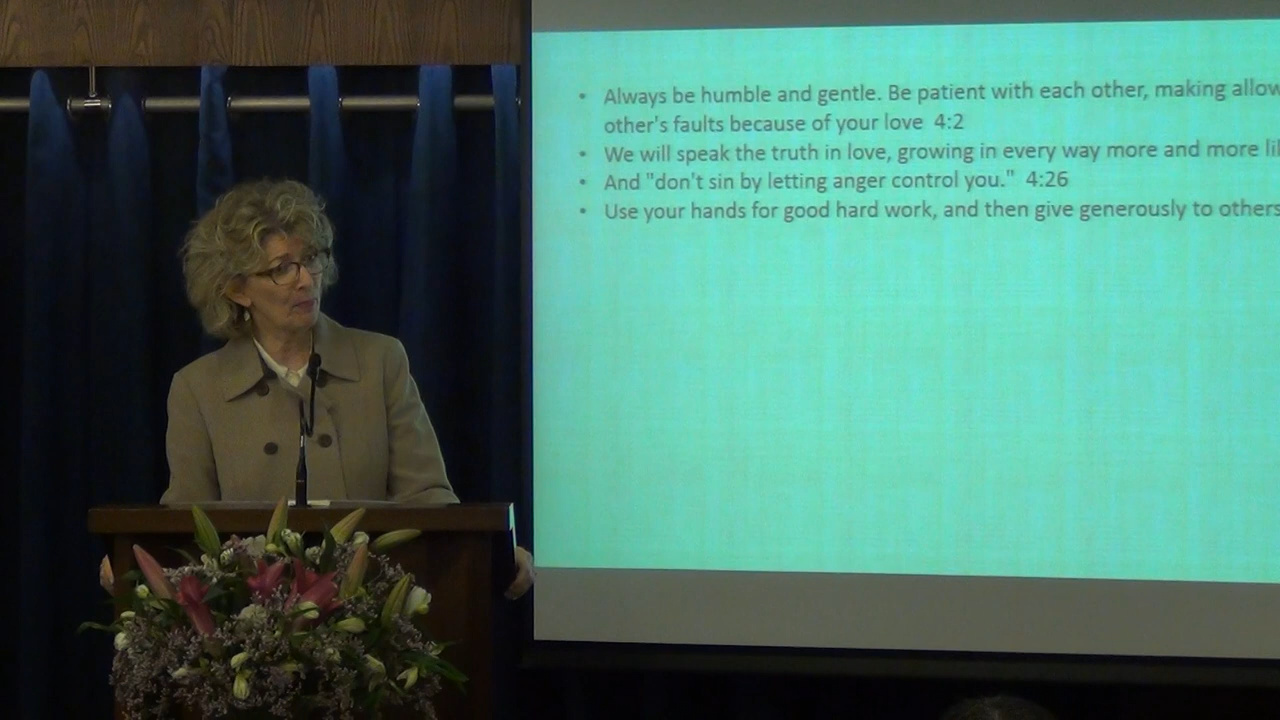 • Always be humble and gentle. Be patient with each other, making allow
other's faults because of your love 4:2
• We will speak the truth in love, growing in every way more and more li
• And "don't sin by letting anger control you." 4:26
• Use your hands for good hard work, and then give generously to others